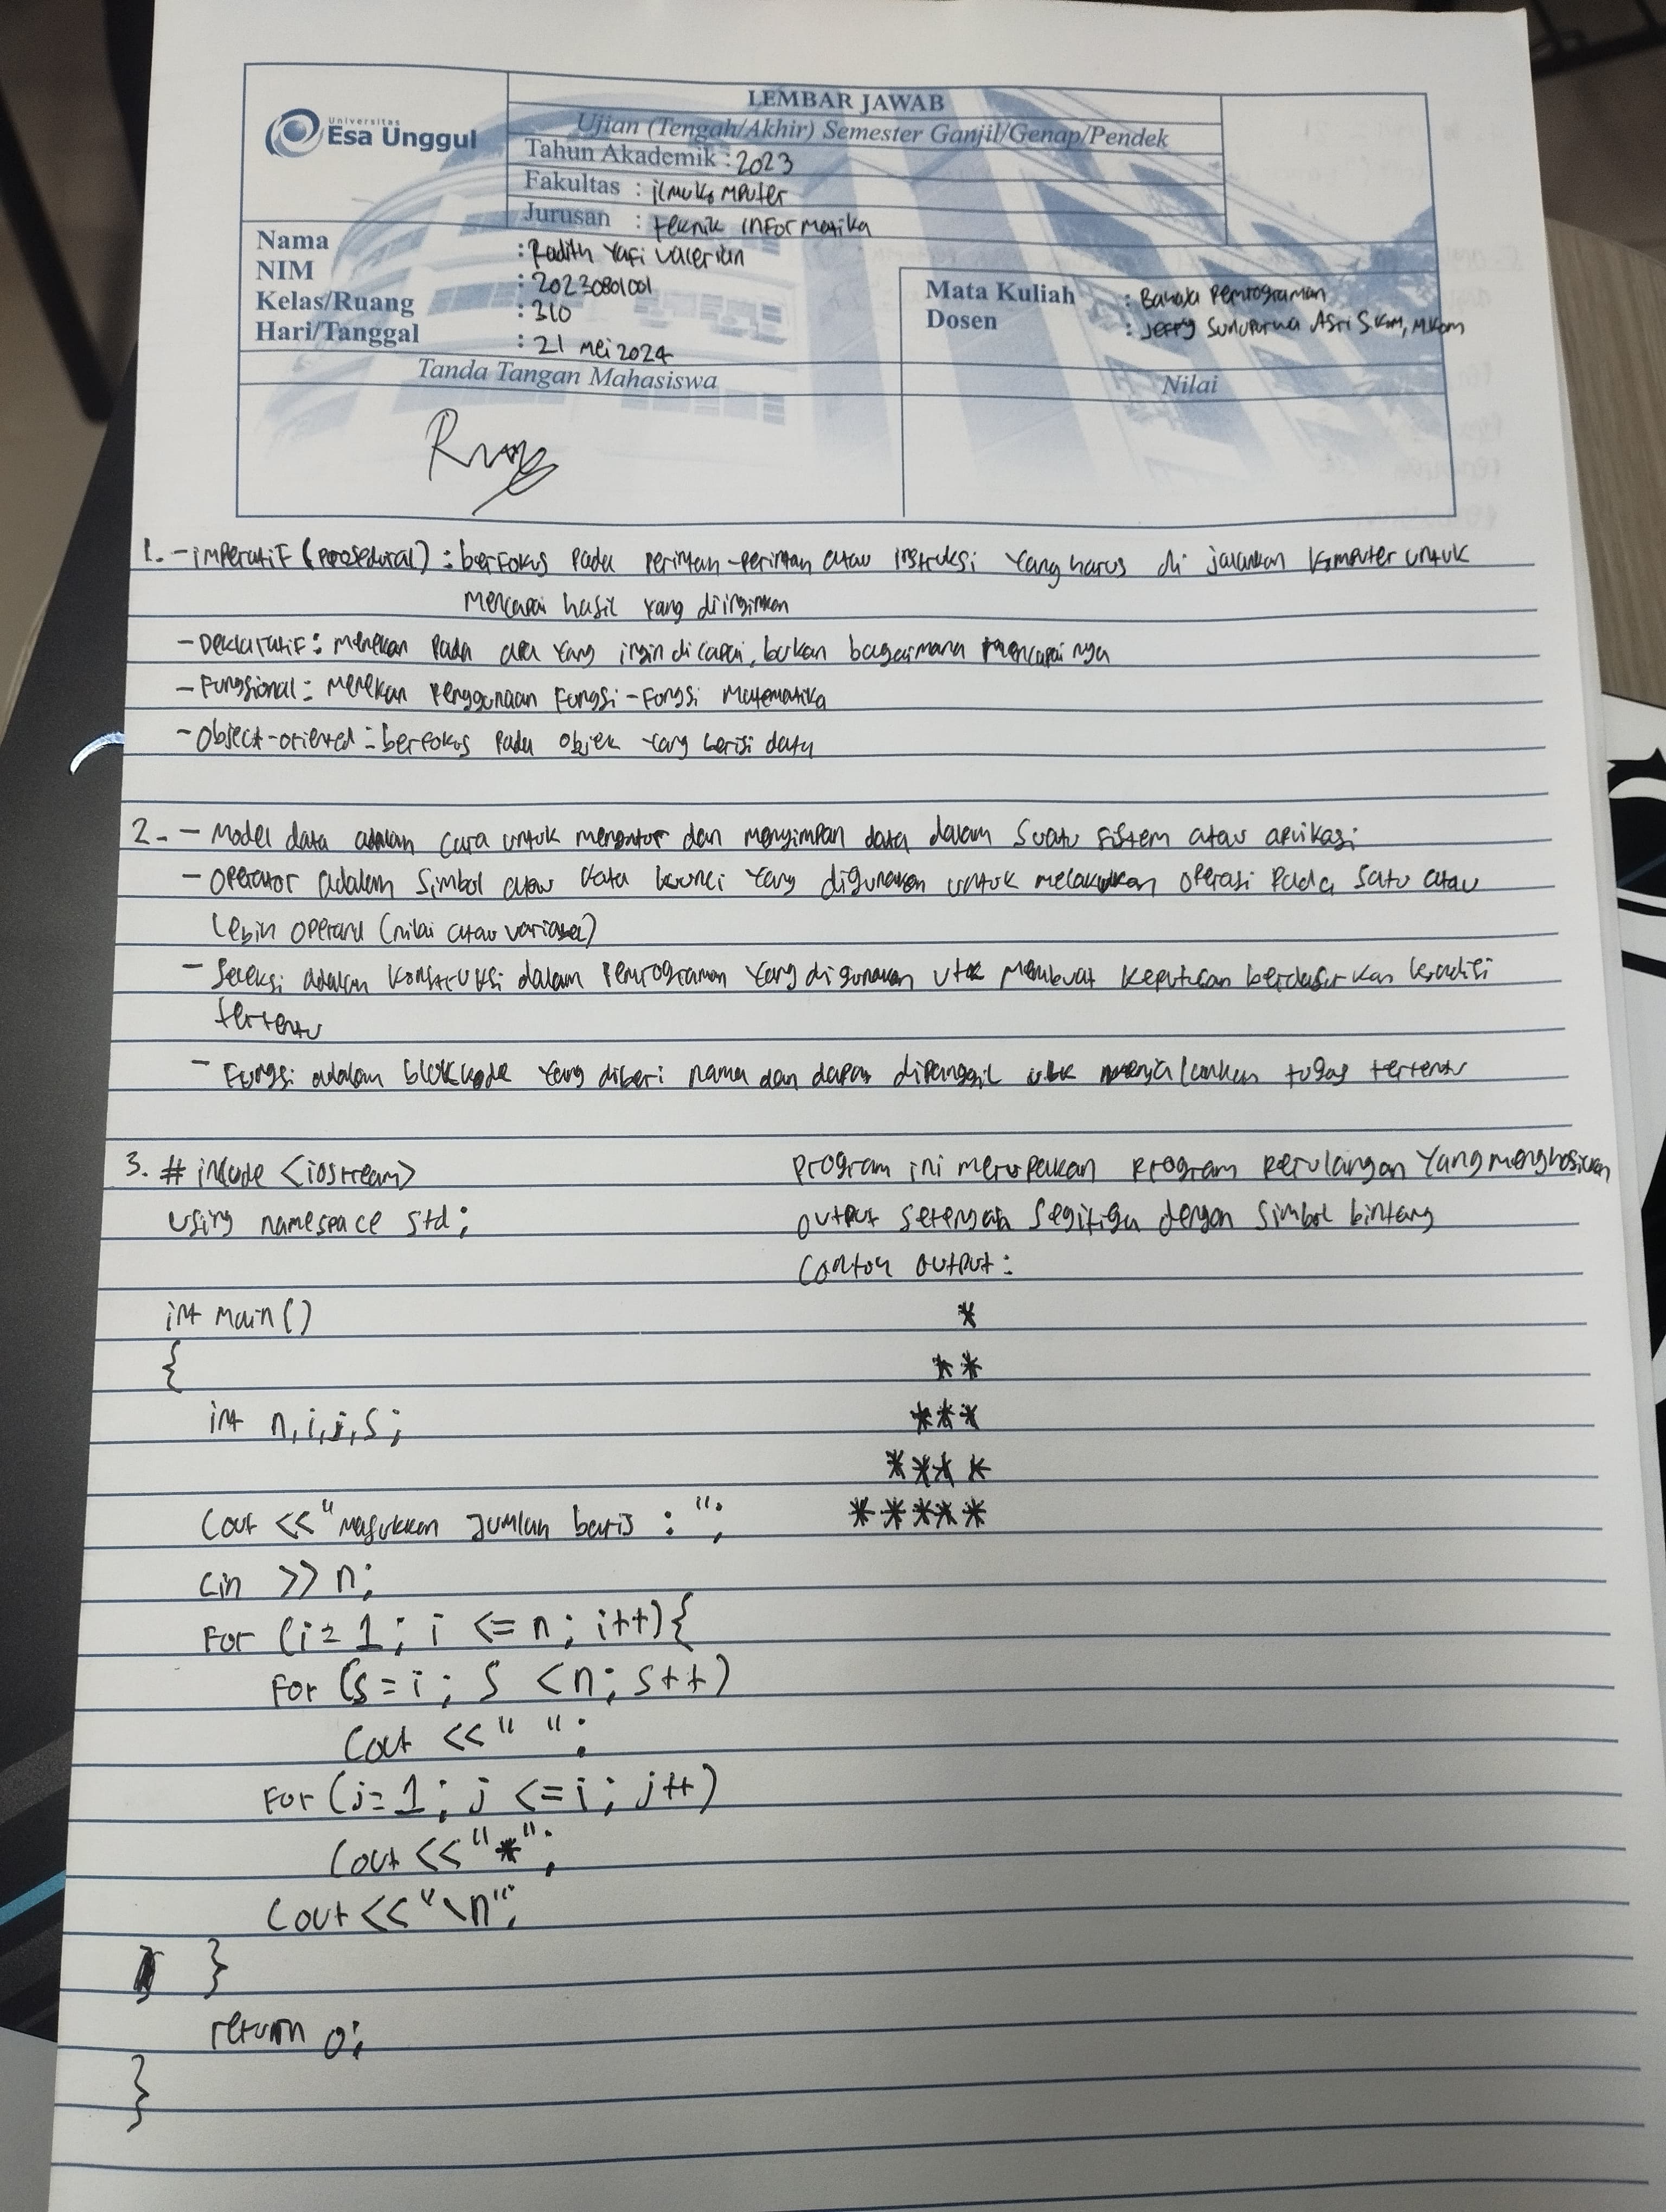 Universitas
Esa Unggul
LEMBAR JAWAB
Ujian (Tengah/Akhir) Semester Ganjil/Genap/Pendek
Tahun Akademik : 2023
Fakultas : ilmu komputer
Jurusan : teknik informatika
Nama : Radith Yafi Valerian
NIM : 20230801001
Kelas/Ruang : 310
Hari/Tanggal : 21 Mei 2024
Mata Kuliah : Bahasa Pemrograman
Dosen : Jeffry Sunupurwa Asri S.Kom, M.Kom
Tanda Tangan Mahasiswa
Nilai
1. - imperatif (prosedural) : berfokus pada perintah-perintah atau instruksi yang harus di jalankan komputer untuk
mencapai hasil yang diinginkan
- Deklaratif : menekan pada apa yang ingin dicapai, bukan bagaimana mencapainya
- Fungsional : menekan penggunaan fungsi-fungsi matematika
- Object-oriented : berfokus pada objek yang berisi data
2. - Model data adalah cara untuk mengatur dan menyimpan data dalam suatu sistem atau aplikasi
- Operator adalah simbol atau kata kunci yang digunakan untuk melakukan operasi pada satu atau
lebih operand (nilai atau variabel)
- Seleksi adalah konstruksi dalam pemrograman yang digunakan utk membuat keputusan berdasarkan kondisi
tertentu
- Fungsi adalah blok kode yang diberi nama dan dapat dipanggil utk menjalankan tugas tertentu
3. # include <iostream>
using namespace std;
int main()
{
int n,i,j,s;
cout <<"masukkan jumlah baris : ";
cin >> n;
for (i=1; i <= n; i++){
for (s=i; s <n; s++)
cout <<" ";
for (j=1; j <=i; j++)
cout <<"*";
cout <<"\n";
}
return 0;
}
program ini merupakan program perulangan yang menghasilkan
output setengah segitiga dengan simbol bintang
contoh output :
*
**
***
****
*****